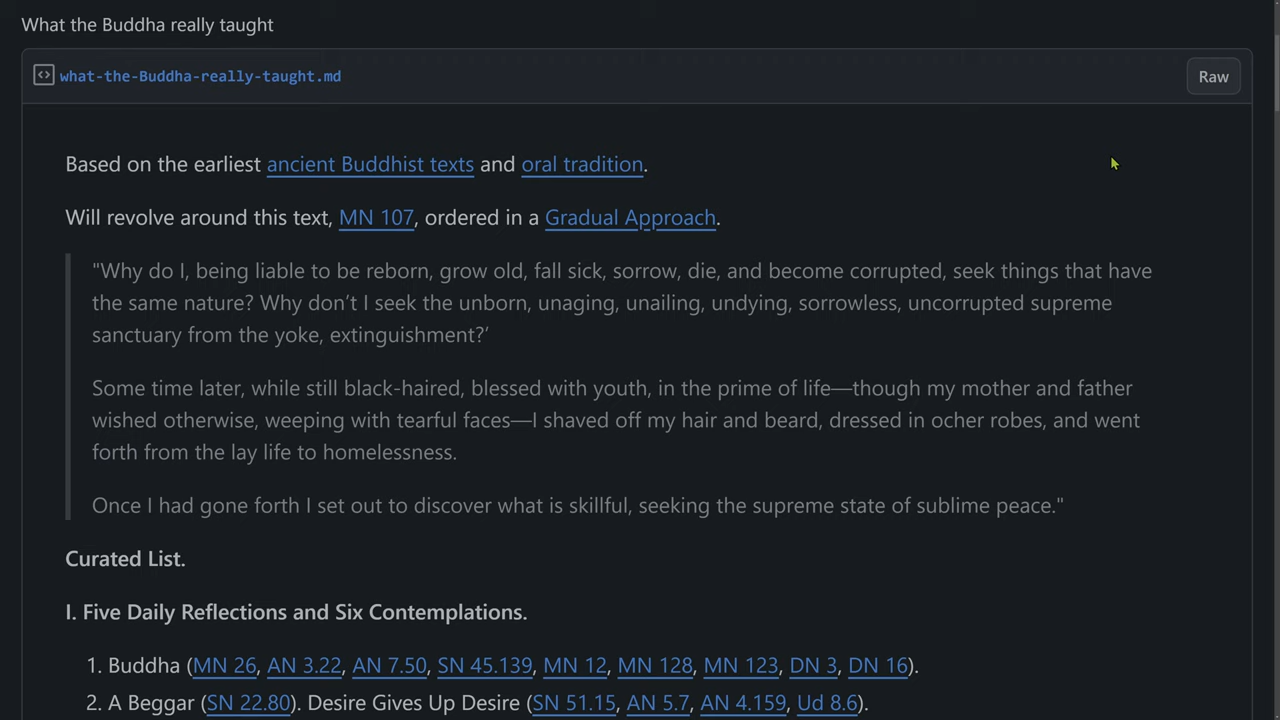 What the Buddha really taught
what-the-Buddha-really-taught.md
Raw
Based on the earliest ancient Buddhist texts and oral tradition.
Will revolve around this text, MN 107, ordered in a Gradual Approach.
"Why do I, being liable to be reborn, grow old, fall sick, sorrow, die, and become corrupted, seek things that have
the same nature? Why don’t I seek the unborn, unaging, unailing, undying, sorrowless, uncorrupted supreme
sanctuary from the yoke, extinguishment?’
Some time later, while still black-haired, blessed with youth, in the prime of life—though my mother and father
wished otherwise, weeping with tearful faces—I shaved off my hair and beard, dressed in ocher robes, and went
forth from the lay life to homelessness.
Once I had gone forth I set out to discover what is skillful, seeking the supreme state of sublime peace."
Curated List.
I. Five Daily Reflections and Six Contemplations.
1. Buddha (MN 26, AN 3.22, AN 7.50, SN 45.139, MN 12, MN 128, MN 123, DN 3, DN 16).
2. A Beggar (SN 22.80). Desire Gives Up Desire (SN 51.15, AN 5.7, AN 4.159, Ud 8.6).